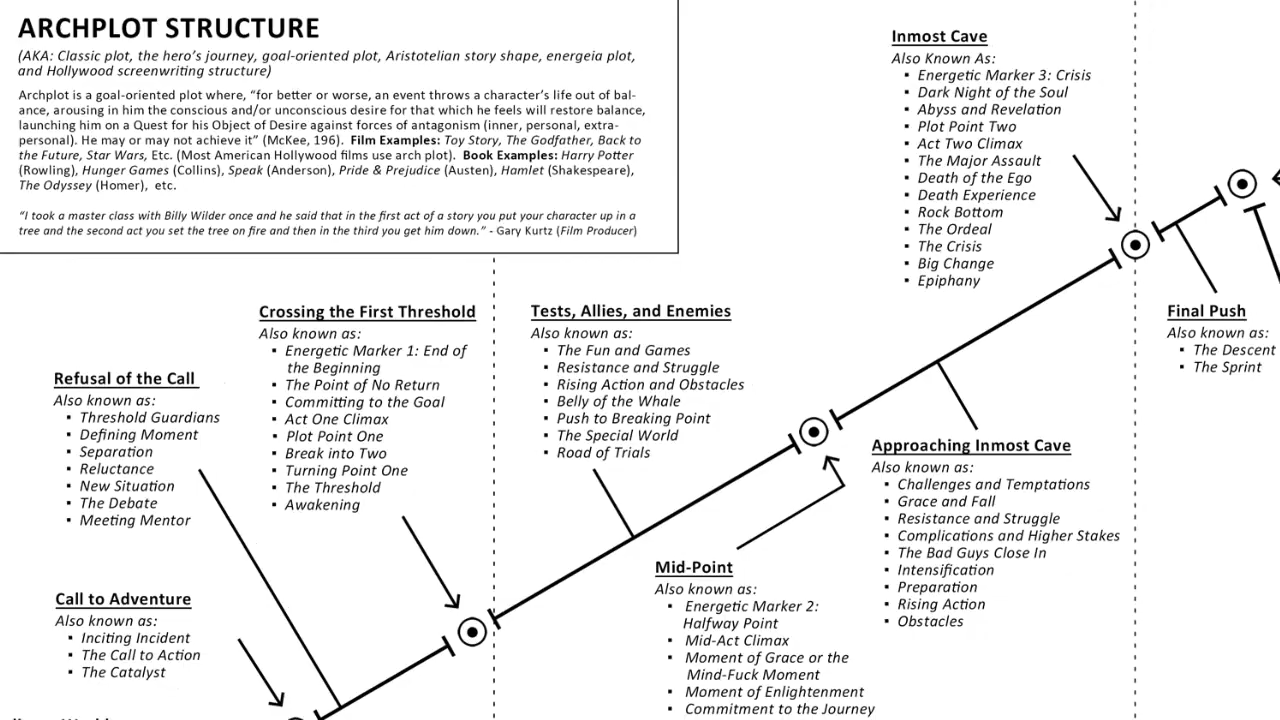 ARCHPLOT STRUCTURE
(AKA: Classic plot, the hero's journey, goal-oriented plot, Aristotelian story shape, energeia plot,
and Hollywood screenwriting structure)
Archplot is a goal-oriented plot where, "for better or worse, an event throws a character's life out of bal-
ance, arousing in him the conscious and/or unconscious desire for that which he feels will restore balance,
launching him on a Quest for his Object of Desire against forces of antagonism (inner, personal, extra-
personal). He may or may not achieve it" (McKee, 196). Film Examples: Toy Story, The Godfather, Back to
the Future, Star Wars, Etc. (Most American Hollywood films use arch plot). Book Examples: Harry Potter
(Rowling), Hunger Games (Collins), Speak (Anderson), Pride & Prejudice (Austen), Hamlet (Shakespeare),
The Odyssey (Homer), etc.
"I took a master class with Billy Wilder once and he said that in the first act of a story you put your character up in a
tree and the second act you set the tree on fire and then in the third you get him down." - Gary Kurtz (Film Producer)
Refusal of the Call
Also known as:
▪ Threshold Guardians
▪ Defining Moment
▪ Separation
▪ Reluctance
▪ New Situation
▪ The Debate
▪ Meeting Mentor
Call to Adventure
Also known as:
▪ Inciting Incident
▪ The Call to Action
▪ The Catalyst
Crossing the First Threshold
Also known as:
▪ Energetic Marker 1: End of
the Beginning
▪ The Point of No Return
▪ Committing to the Goal
▪ Act One Climax
▪ Plot Point One
▪ Break into Two
▪ Turning Point One
▪ The Threshold
▪ Awakening
Tests, Allies, and Enemies
Also known as:
▪ The Fun and Games
▪ Resistance and Struggle
▪ Rising Action and Obstacles
▪ Belly of the Whale
▪ Push to Breaking Point
▪ The Special World
▪ Road of Trials
Mid-Point
Also known as:
▪ Energetic Marker 2:
Halfway Point
▪ Mid-Act Climax
▪ Moment of Grace or the
Mind-Fuck Moment
▪ Moment of Enlightenment
▪ Commitment to the Journey
Inmost Cave
Also Known As:
▪ Energetic Marker 3: Crisis
▪ Dark Night of the Soul
▪ Abyss and Revelation
▪ Plot Point Two
▪ Act Two Climax
▪ The Major Assault
▪ Death of the Ego
▪ Death Experience
▪ Rock Bottom
▪ The Ordeal
▪ The Crisis
▪ Big Change
▪ Epiphany
Approaching Inmost Cave
Also known as:
▪ Challenges and Temptations
▪ Grace and Fall
▪ Resistance and Struggle
▪ Complications and Higher Stakes
▪ The Bad Guys Close In
▪ Intensification
▪ Preparation
▪ Rising Action
▪ Obstacles
Final Push
Also known as:
▪ The Descent
▪ The Sprint